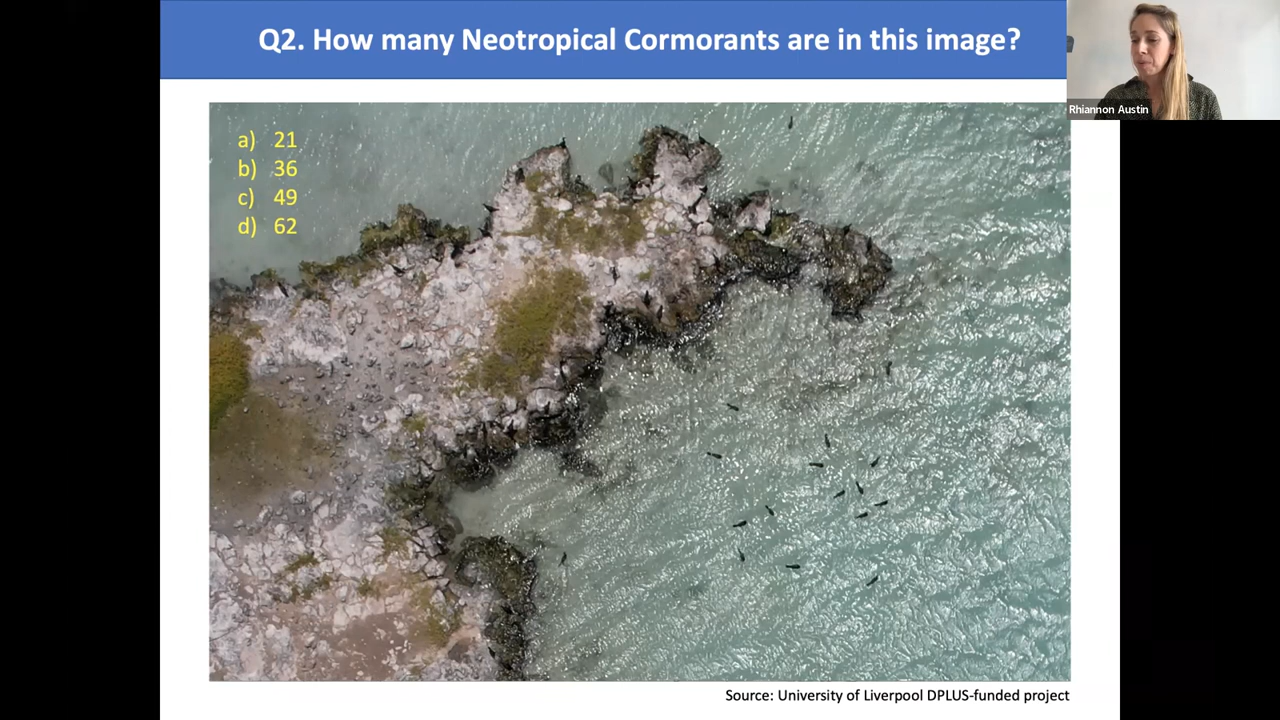 Q2. How many Neotropical Cormorants are in this image?
Rhiannon Austin
a) 21
b) 36
c) 49
d) 62
Source: University of Liverpool DPLUS-funded project